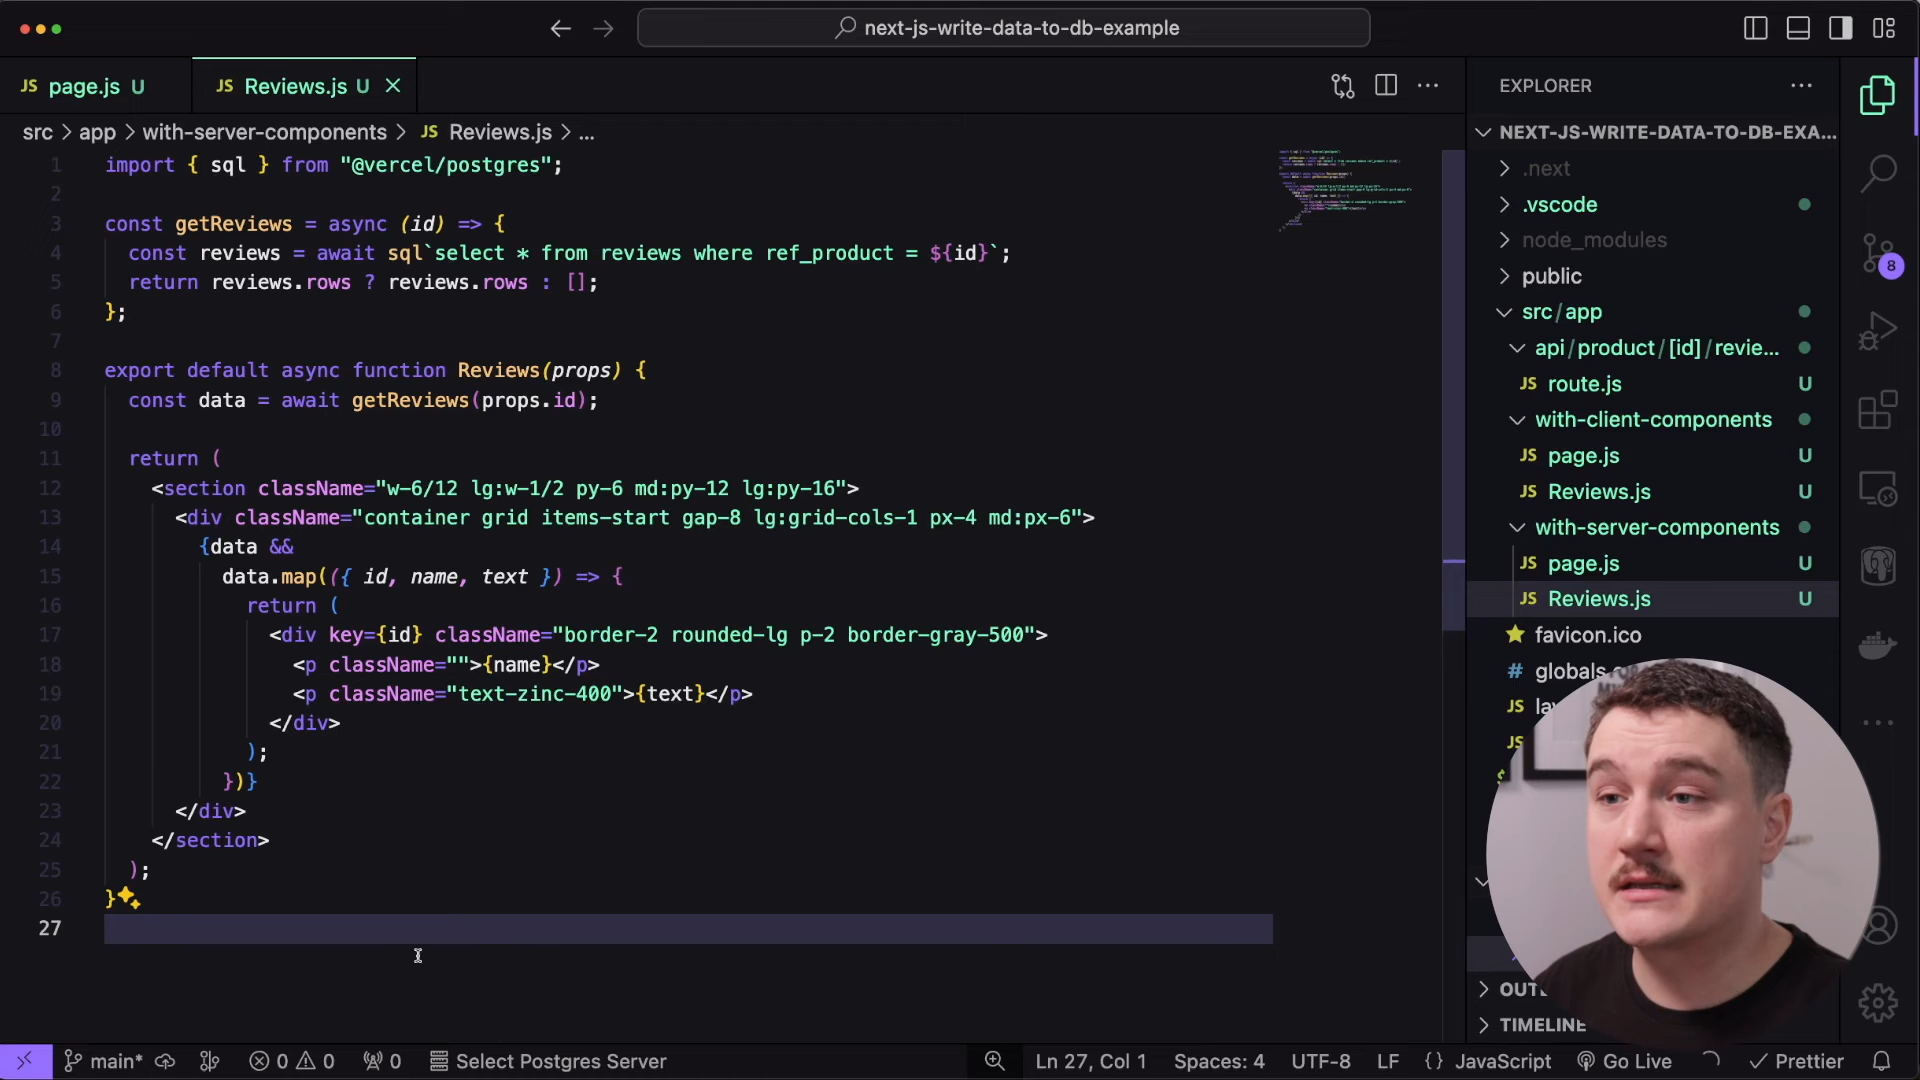 next-js-write-data-to-db-example
JS page.js U
JS Reviews.js U
src > app > with-server-components > JS Reviews.js > ...
1 import { sql } from "@vercel/postgres";
2
3 const getReviews = async (id) => {
4 const reviews = await sql`select * from reviews where ref_product = ${id}`;
5 return reviews.rows ? reviews.rows : [];
6 };
7
8 export default async function Reviews(props) {
9 const data = await getReviews(props.id);
10
11 return (
12 <section className="w-6/12 lg:w-1/2 py-6 md:py-12 lg:py-16">
13 <div className="container grid items-start gap-8 lg:grid-cols-1 px-4 md:px-6">
14 {data &&
15 data.map(({ id, name, text }) => {
16 return (
17 <div key={id} className="border-2 rounded-lg p-2 border-gray-500">
18 <p className="">{name}</p>
19 <p className="text-zinc-400">{text}</p>
20 </div>
21 );
22 })}
23 </div>
24 </section>
25 );
26 }
27
EXPLORER
NEXT-JS-WRITE-DATA-TO-DB-EXA...
.next
.vscode
node_modules
public
src/app
api/product/[id]/revie...
JS route.js U
with-client-components
JS page.js U
JS Reviews.js U
with-server-components
JS page.js U
JS Reviews.js U
favicon.ico
# globals.
JS
JS
TIMELINE
8
main* 0 0 0 Select Postgres Server Ln 27, Col 1 Spaces: 4 UTF-8 LF {} JavaScript Go Live Prettier